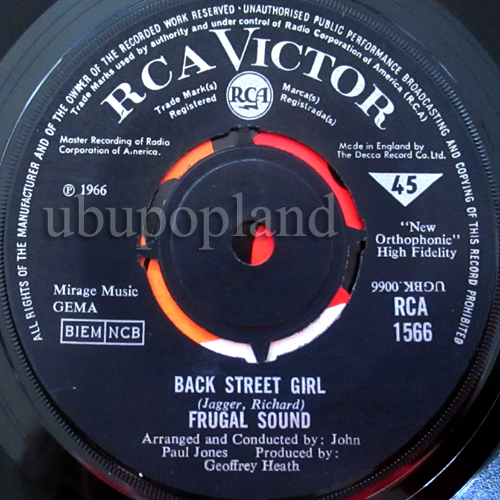 ALL RIGHTS OF THE MANUFACTURER AND OF THE OWNER OF THE RECORDED WORK RESERVED · UNAUTHORISED PUBLIC PERFORMANCE BROADCASTING AND COPYING OF THIS RECORD PROHIBITED
Trade Marks used by authority and under control of Radio Corporation of America (RCA)
RCA VICTOR
Trade Mark(s)
Registered
RCA
Marca(s)
Registrada(s)
Master Recording of Radio
Corporation of America.
Made in England by
The Decca Record Co. Ltd.
℗ 1966
45
ubupopland
"New
Orthophonic"
High Fidelity
Mirage Music
GEMA
BIEM NCB
UGBK.0066
RCA
1566
BACK STREET GIRL
(Jagger, Richard)
FRUGAL SOUND
Arranged and Conducted by: John
Paul Jones Produced by:
Geoffrey Heath